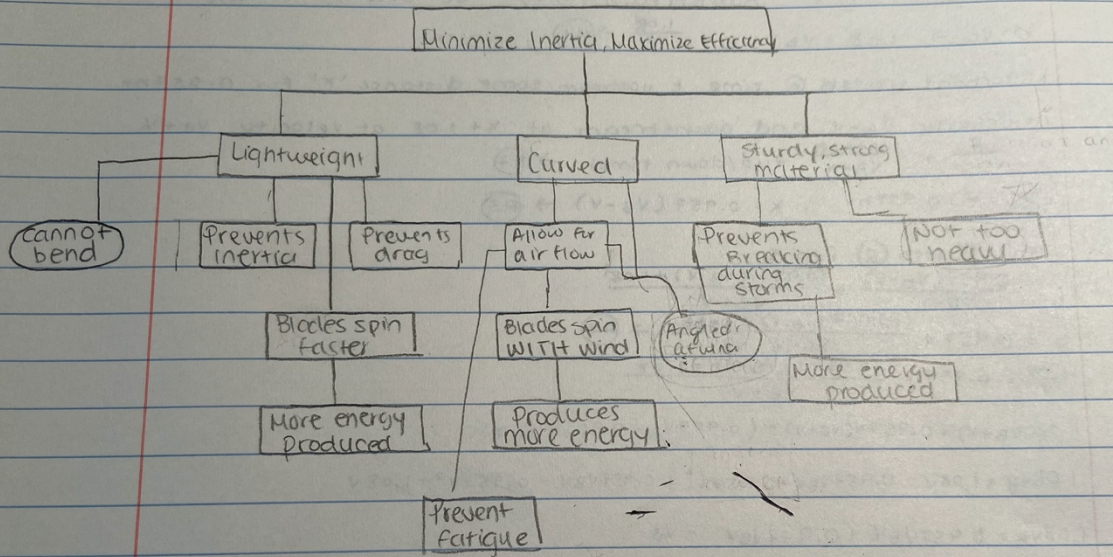 Minimize Inertia, Maximize Efficiency
Lightweight
Curved
Sturdy, strong
material
Cannot
bend
Prevents
inertia
Prevents
drag
Allow for
air flow
Prevents
Breaking
during
storms
Not too
heavy
Blades spin
faster
Blades spin
WITH wind
Angled
at wind
More energy
produced
More energy
produced
Produces
more energy.
Prevent
fatigue